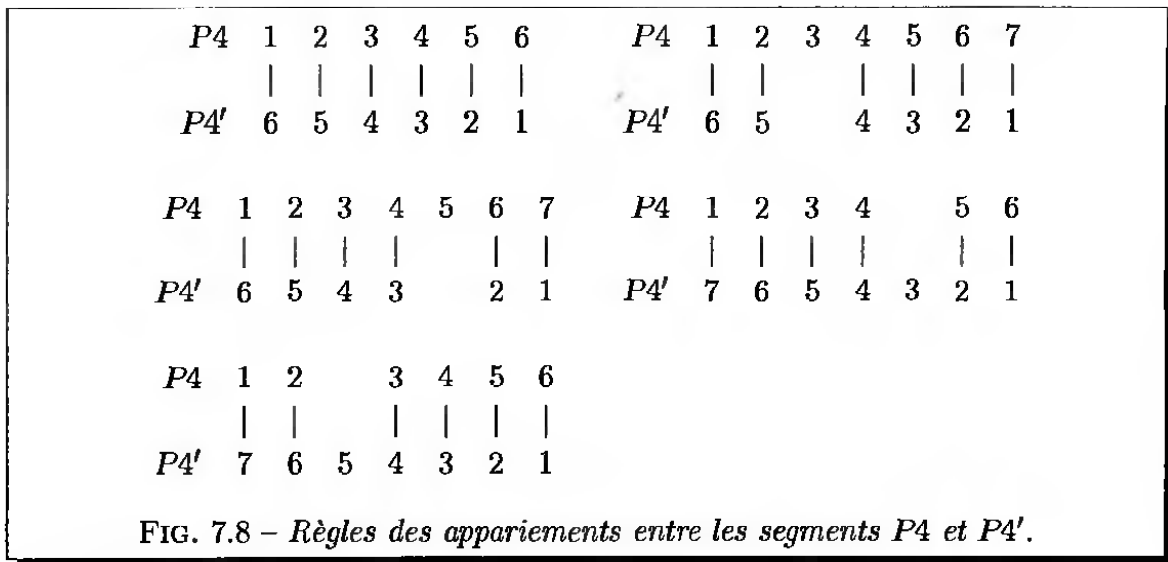 P4 1 2 3 4 5 6 P4 1 2 3 4 5 6 7
| | | | | | | | | | | |
P4' 6 5 4 3 2 1 P4' 6 5 4 3 2 1
P4 1 2 3 4 5 6 7 P4 1 2 3 4 5 6
| | | | | | | | | | | |
P4' 6 5 4 3 2 1 P4' 7 6 5 4 3 2 1
P4 1 2 3 4 5 6
| | | | | |
P4' 7 6 5 4 3 2 1
FIG. 7.8 – Règles des appariements entre les segments P4 et P4'.